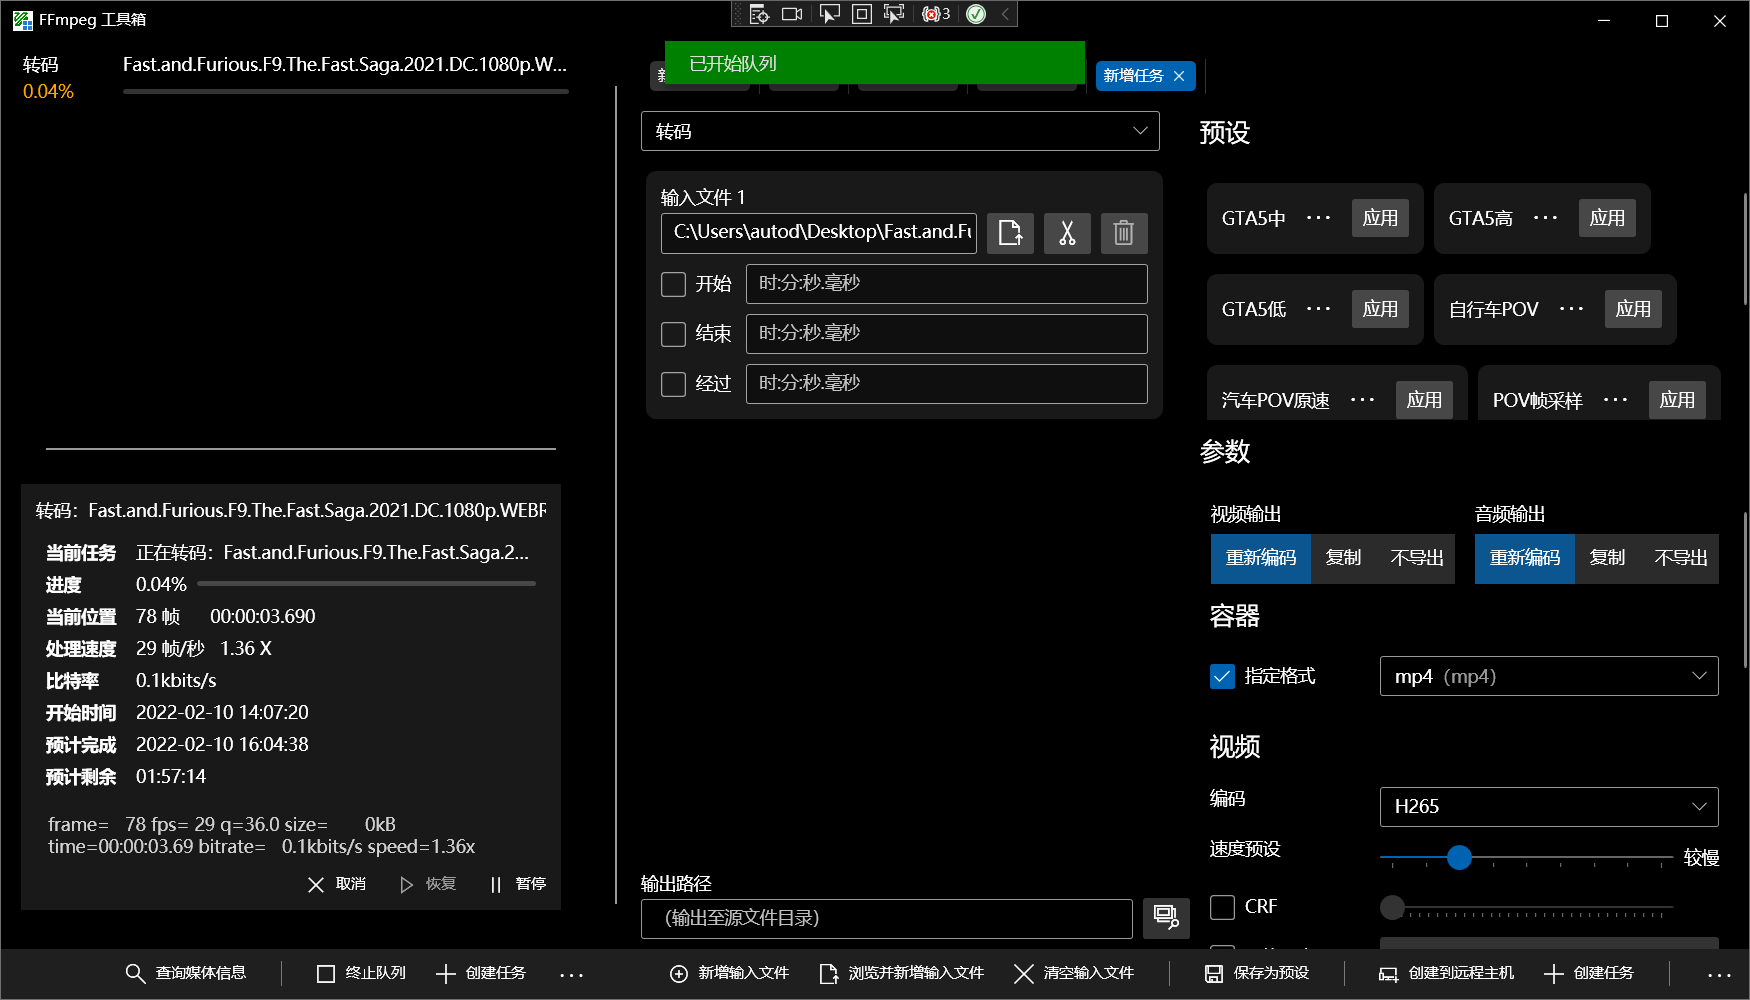 FFmpeg 工具箱
3
转码
Fast.and.Furious.F9.The.Fast.Saga.2021.DC.1080p.W...
0.04%
已开始队列
新增任务
转码
输入文件 1
C:\Users\autod\Desktop\Fast.and.Fu
开始
时:分:秒.毫秒
结束
时:分:秒.毫秒
经过
时:分:秒.毫秒
输出路径
(输出至源文件目录)
转码: Fast.and.Furious.F9.The.Fast.Saga.2021.DC.1080p.WEBR
当前任务 正在转码: Fast.and.Furious.F9.The.Fast.Saga.2...
进度 0.04%
当前位置 78 帧 00:00:03.690
处理速度 29 帧/秒 1.36 X
比特率 0.1kbits/s
开始时间 2022-02-10 14:07:20
预计完成 2022-02-10 16:04:38
预计剩余 01:57:14
frame= 78 fps= 29 q=36.0 size= 0kB
time=00:00:03.69 bitrate= 0.1kbits/s speed=1.36x
取消 恢复 暂停
预设
GTA5中 ··· 应用
GTA5高 ··· 应用
GTA5低 ··· 应用
自行车POV ··· 应用
汽车POV原速 ··· 应用
POV帧采样 ··· 应用
参数
视频输出
重新编码 复制 不导出
音频输出
重新编码 复制 不导出
容器
指定格式
mp4 (mp4)
视频
编码
H265
速度预设
较慢
CRF
查询媒体信息 终止队列 创建任务 ···
新增输入文件 浏览并新增输入文件 清空输入文件
保存为预设 创建到远程主机 创建任务 ···